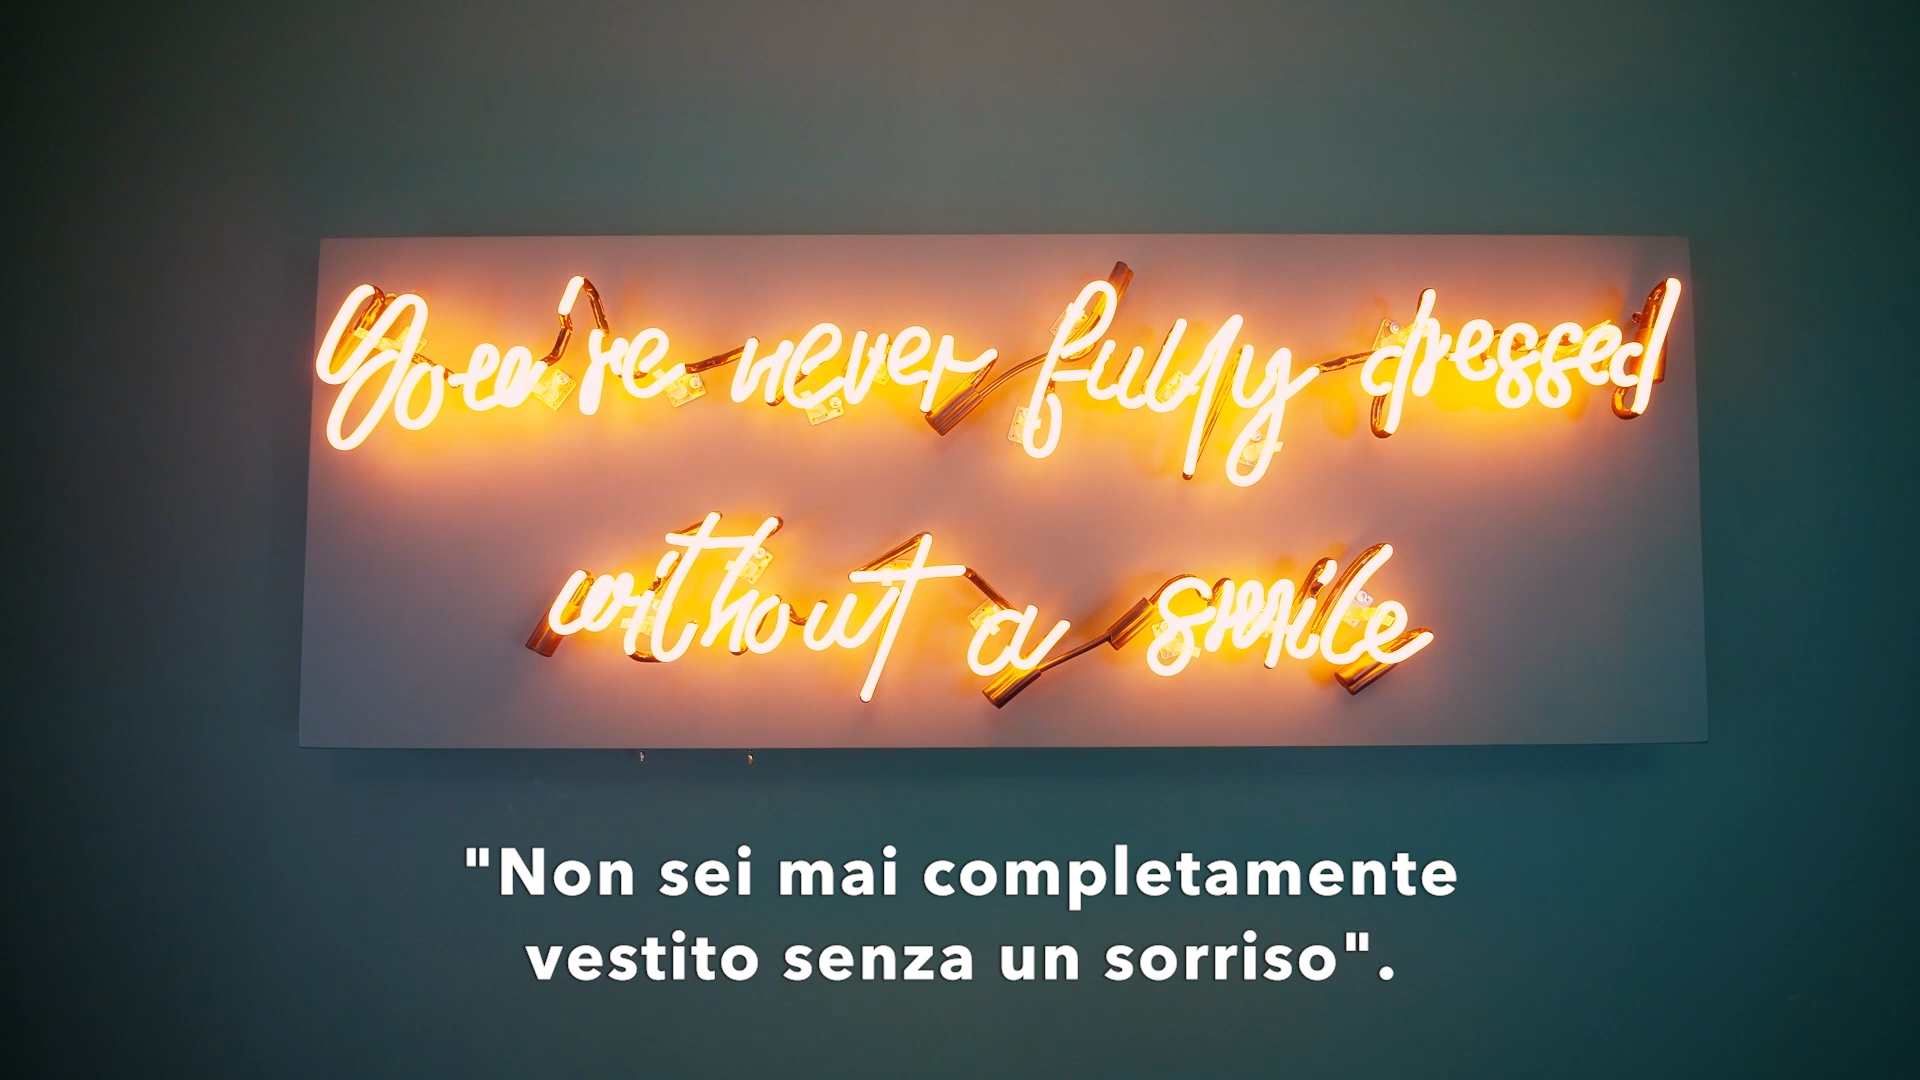 You're never fully dressed
without a smile
"Non sei mai completamente
vestito senza un sorriso".